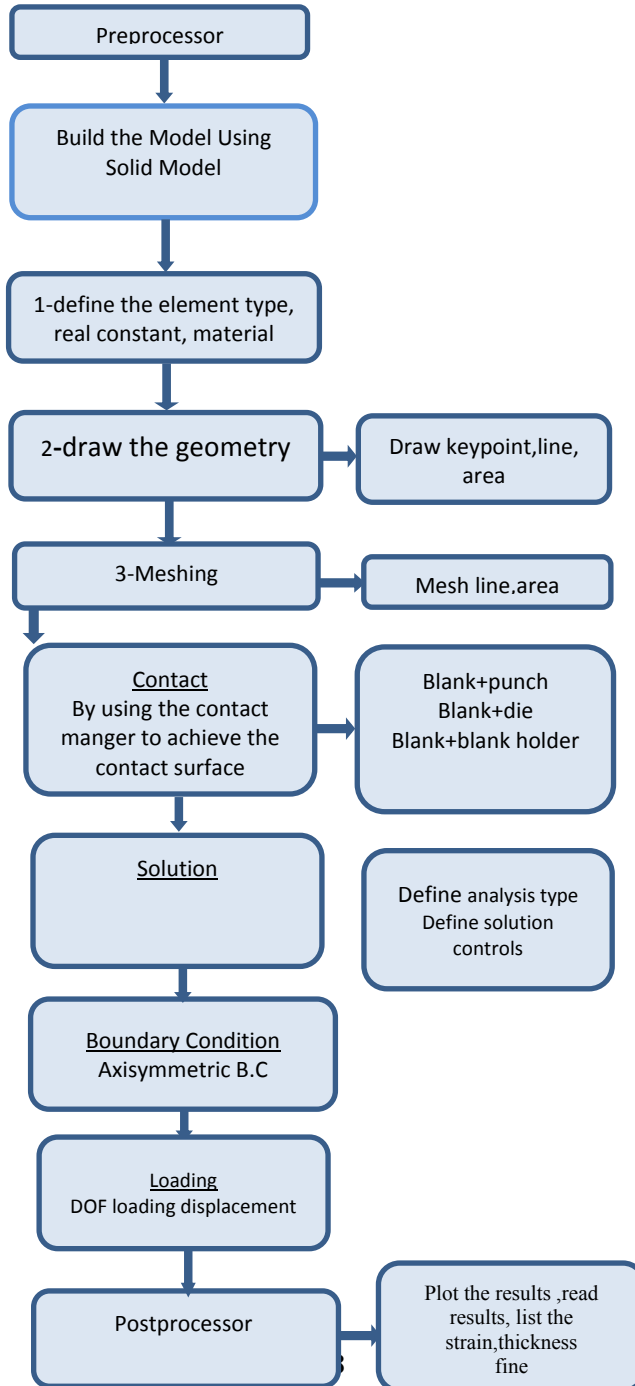 Preprocessor
Build the Model Using
Solid Model
1-define the element type,
real constant, material
2-draw the geometry
Draw keypoint,line,
area
3-Meshing
Mesh line,area
Contact
By using the contact
manger to achieve the
contact surface
Blank+punch
Blank+die
Blank+blank holder
Solution
Define analysis type
Define solution
controls
Boundary Condition
Axisymmetric B.C
Loading
DOF loading displacement
Postprocessor
Plot the results ,read
results, list the
strain,thickness
fine